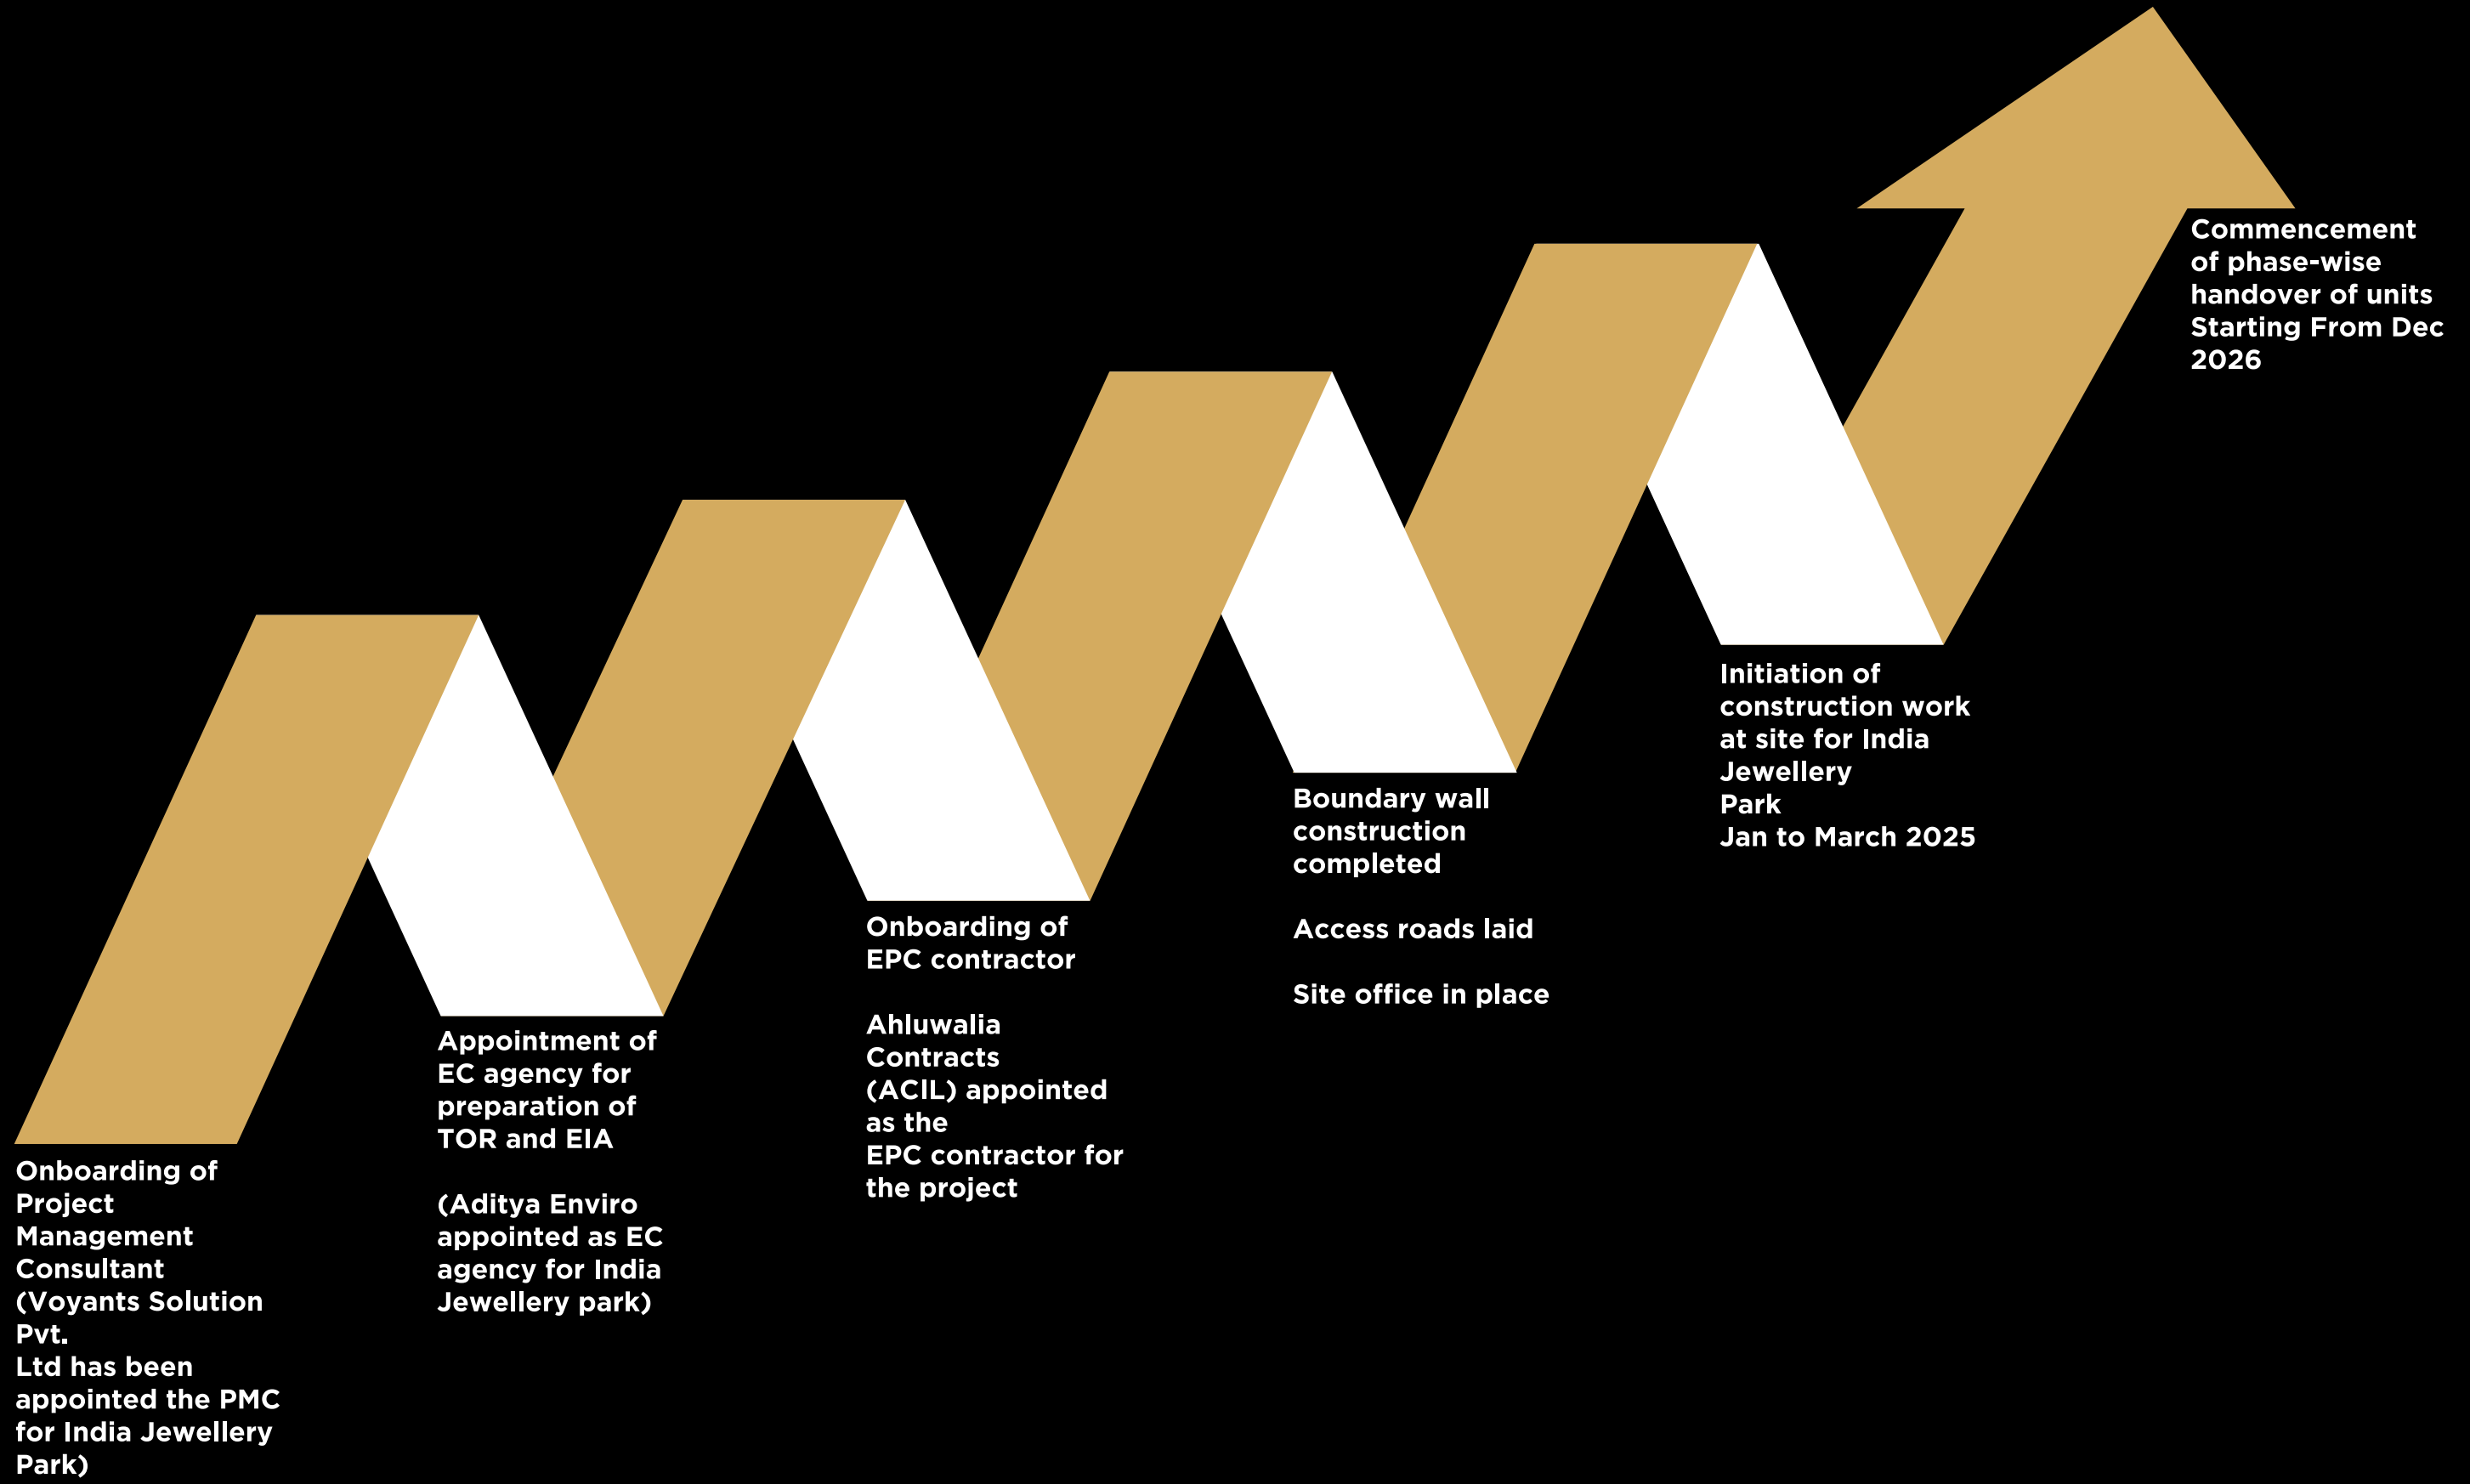 Onboarding of
Project
Management
Consultant
(Voyants Solution
Pvt.
Ltd has been
appointed the PMC
for India Jewellery
Park)
Appointment of
EC agency for
preparation of
TOR and EIA
(Aditya Enviro
appointed as EC
agency for India
Jewellery park)
Onboarding of
EPC contractor
Ahluwalia
Contracts
(ACIL) appointed
as the
EPC contractor for
the project
Boundary wall
construction
completed
Access roads laid
Site office in place
Initiation of
construction work
at site for India
Jewellery
Park
Jan to March 2025
Commencement
of phase-wise
handover of units
Starting From Dec
2026